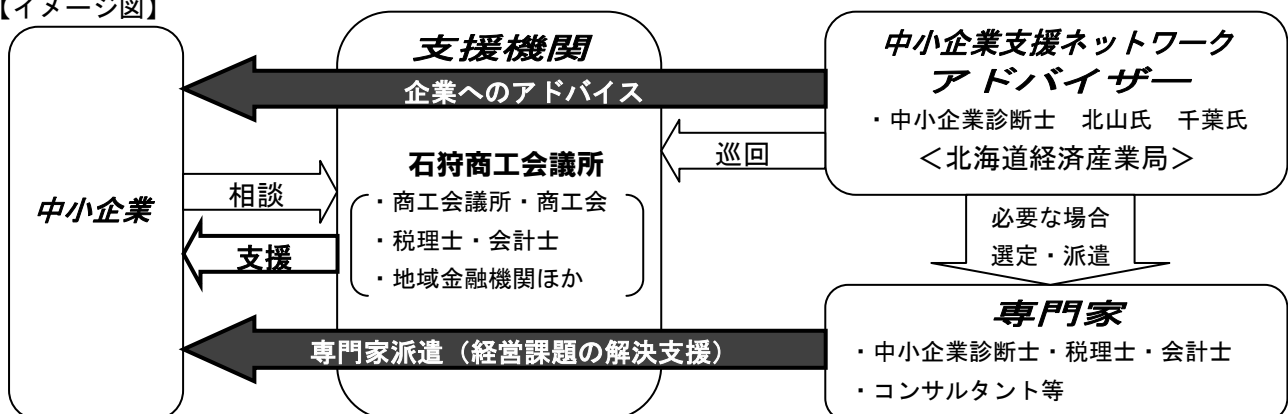 【イメージ図】
支援機関
中小企業支援ネットワーク
アドバイザー
企業へのアドバイス
・中小企業診断士　北山氏　千葉氏
<北海道経済産業局>
巡回
石狩商工会議所
中小企業
相談
・商工会議所・商工会
・税理士・会計士
・地域金融機関ほか
支援
必要な場合
選定・派遣
専門家
専門家派遣（経営課題の解決支援）
・中小企業診断士・税理士・会計士
・コンサルタント等